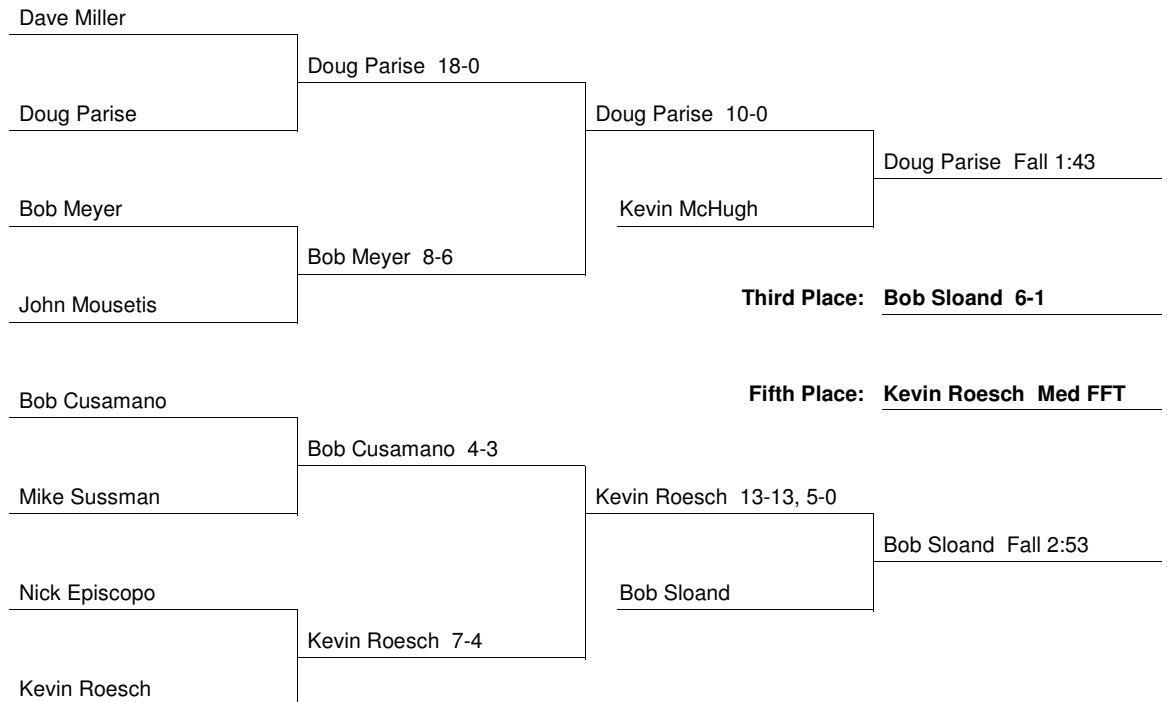 Dave Miller
Doug Parise 18-0
Doug Parise
Doug Parise 10-0
Doug Parise Fall 1:43
Bob Meyer
Kevin McHugh
Bob Meyer 8-6
John Mousetis
Third Place: Bob Sloand 6-1
Bob Cusamano
Fifth Place: Kevin Roesch Med FFT
Bob Cusamano 4-3
Mike Sussman
Kevin Roesch 13-13, 5-0
Bob Sloand Fall 2:53
Nick Episcopo
Bob Sloand
Kevin Roesch 7-4
Kevin Roesch